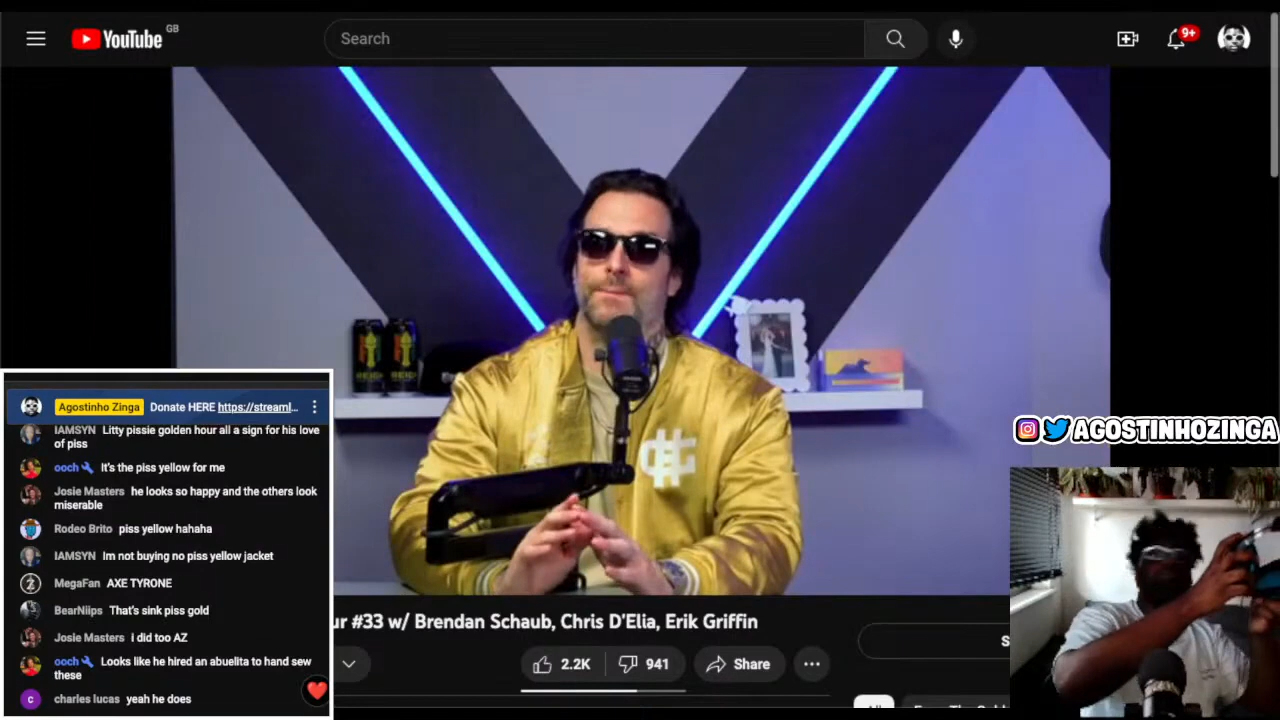 YouTube GB
Search
9+
ur #33 w/ Brendan Schaub, Chris D'Elia, Erik Griffin
2.2K
941
Share
S
All
AGOSTINHOZINGA
Agostinho Zinga Donate HERE https://streaml...
IAMSYN Litty pissie golden hour all a sign for his love
of piss
ooch It's the piss yellow for me
Josie Masters he looks so happy and the others look
miserable
Rodeo Brito piss yellow hahaha
IAMSYN Im not buying no piss yellow jacket
MegaFan AXE TYRONE
BearNiips That's sink piss gold
Josie Masters i did too AZ
ooch Looks like he hired an abuelita to hand sew
these
C
charles lucas yeah he does